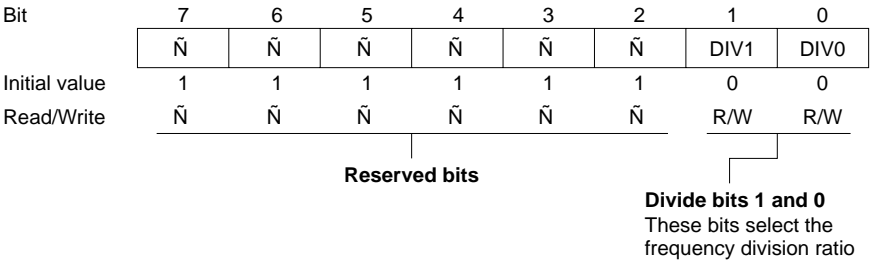 Bit 7 6 5 4 3 2 1 0
Ñ Ñ Ñ Ñ Ñ Ñ DIV1 DIV0
Initial value 1 1 1 1 1 1 0 0
Read/Write Ñ Ñ Ñ Ñ Ñ Ñ R/W R/W
Reserved bits
Divide bits 1 and 0
These bits select the
frequency division ratio